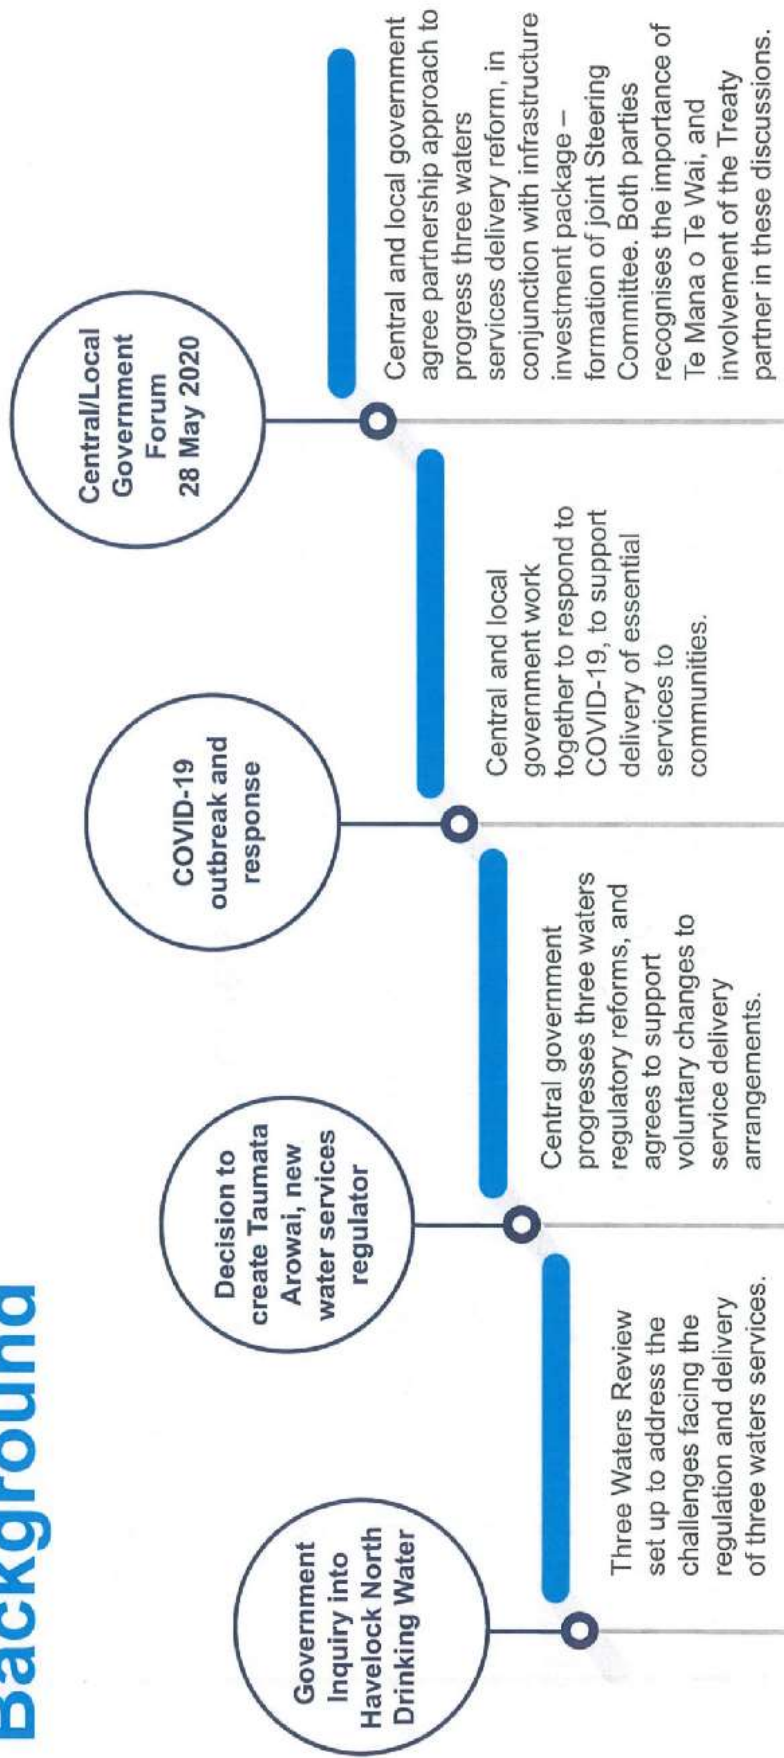 Background
Government
Inquiry into
Havelock North
Drinking Water
Three Waters Review
set up to address the
challenges facing the
regulation and delivery
of three waters services.
Decision to
create Taumata
Arowai, new
water services
regulator
Central government
progresses three waters
regulatory reforms, and
agrees to support
voluntary changes to
service delivery
arrangements.
COVID-19
outbreak and
response
Central and local
government work
together to respond to
COVID-19, to support
delivery of essential
services to
communities.
Central/Local
Government
Forum
28 May 2020
Central and local government
agree partnership approach to
progress three waters
services delivery reform, in
conjunction with infrastructure
investment package –
formation of joint Steering
Committee. Both parties
recognises the importance of
Te Mana o Te Wai, and
involvement of the Treaty
partner in these discussions.